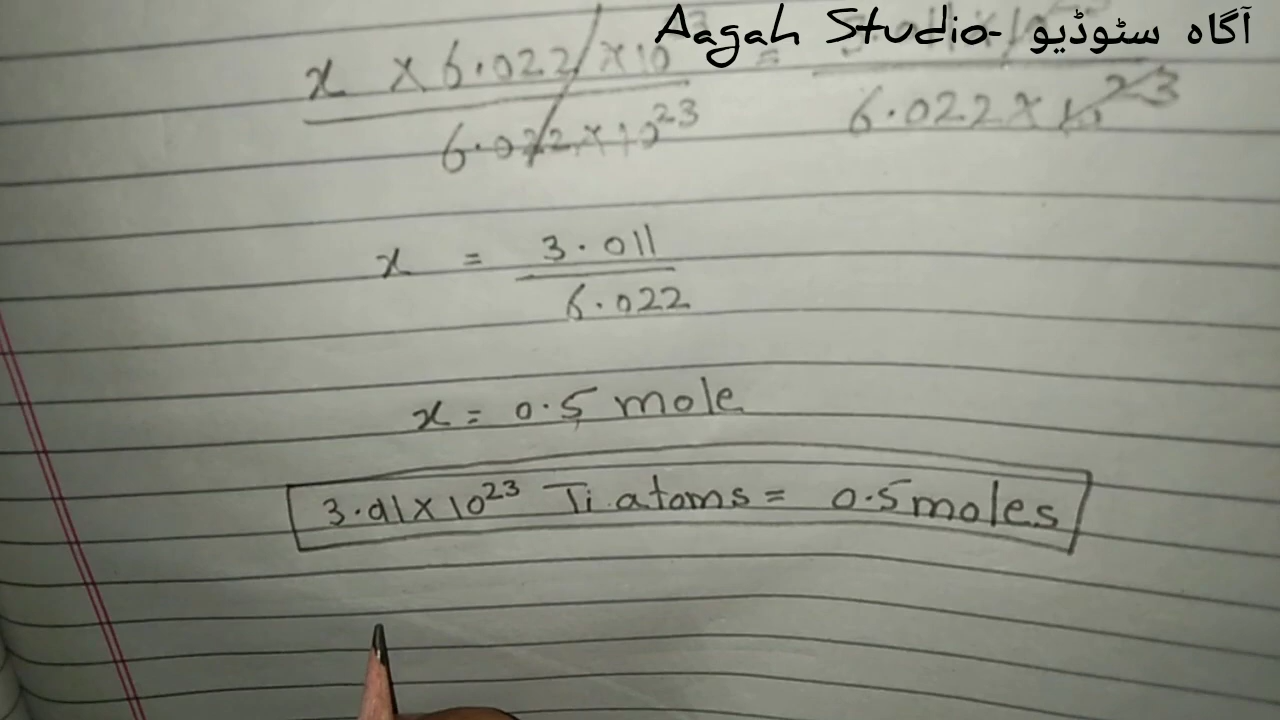 Aagah Studio- آگاہ سٹوڈیو
x × 6.022 × 10 =
6.022 × 10²³ 6.022 × 10²³
x = 3.011
6.022
x = 0.5 mole
3.011 × 10²³ Ti atoms = 0.5 moles